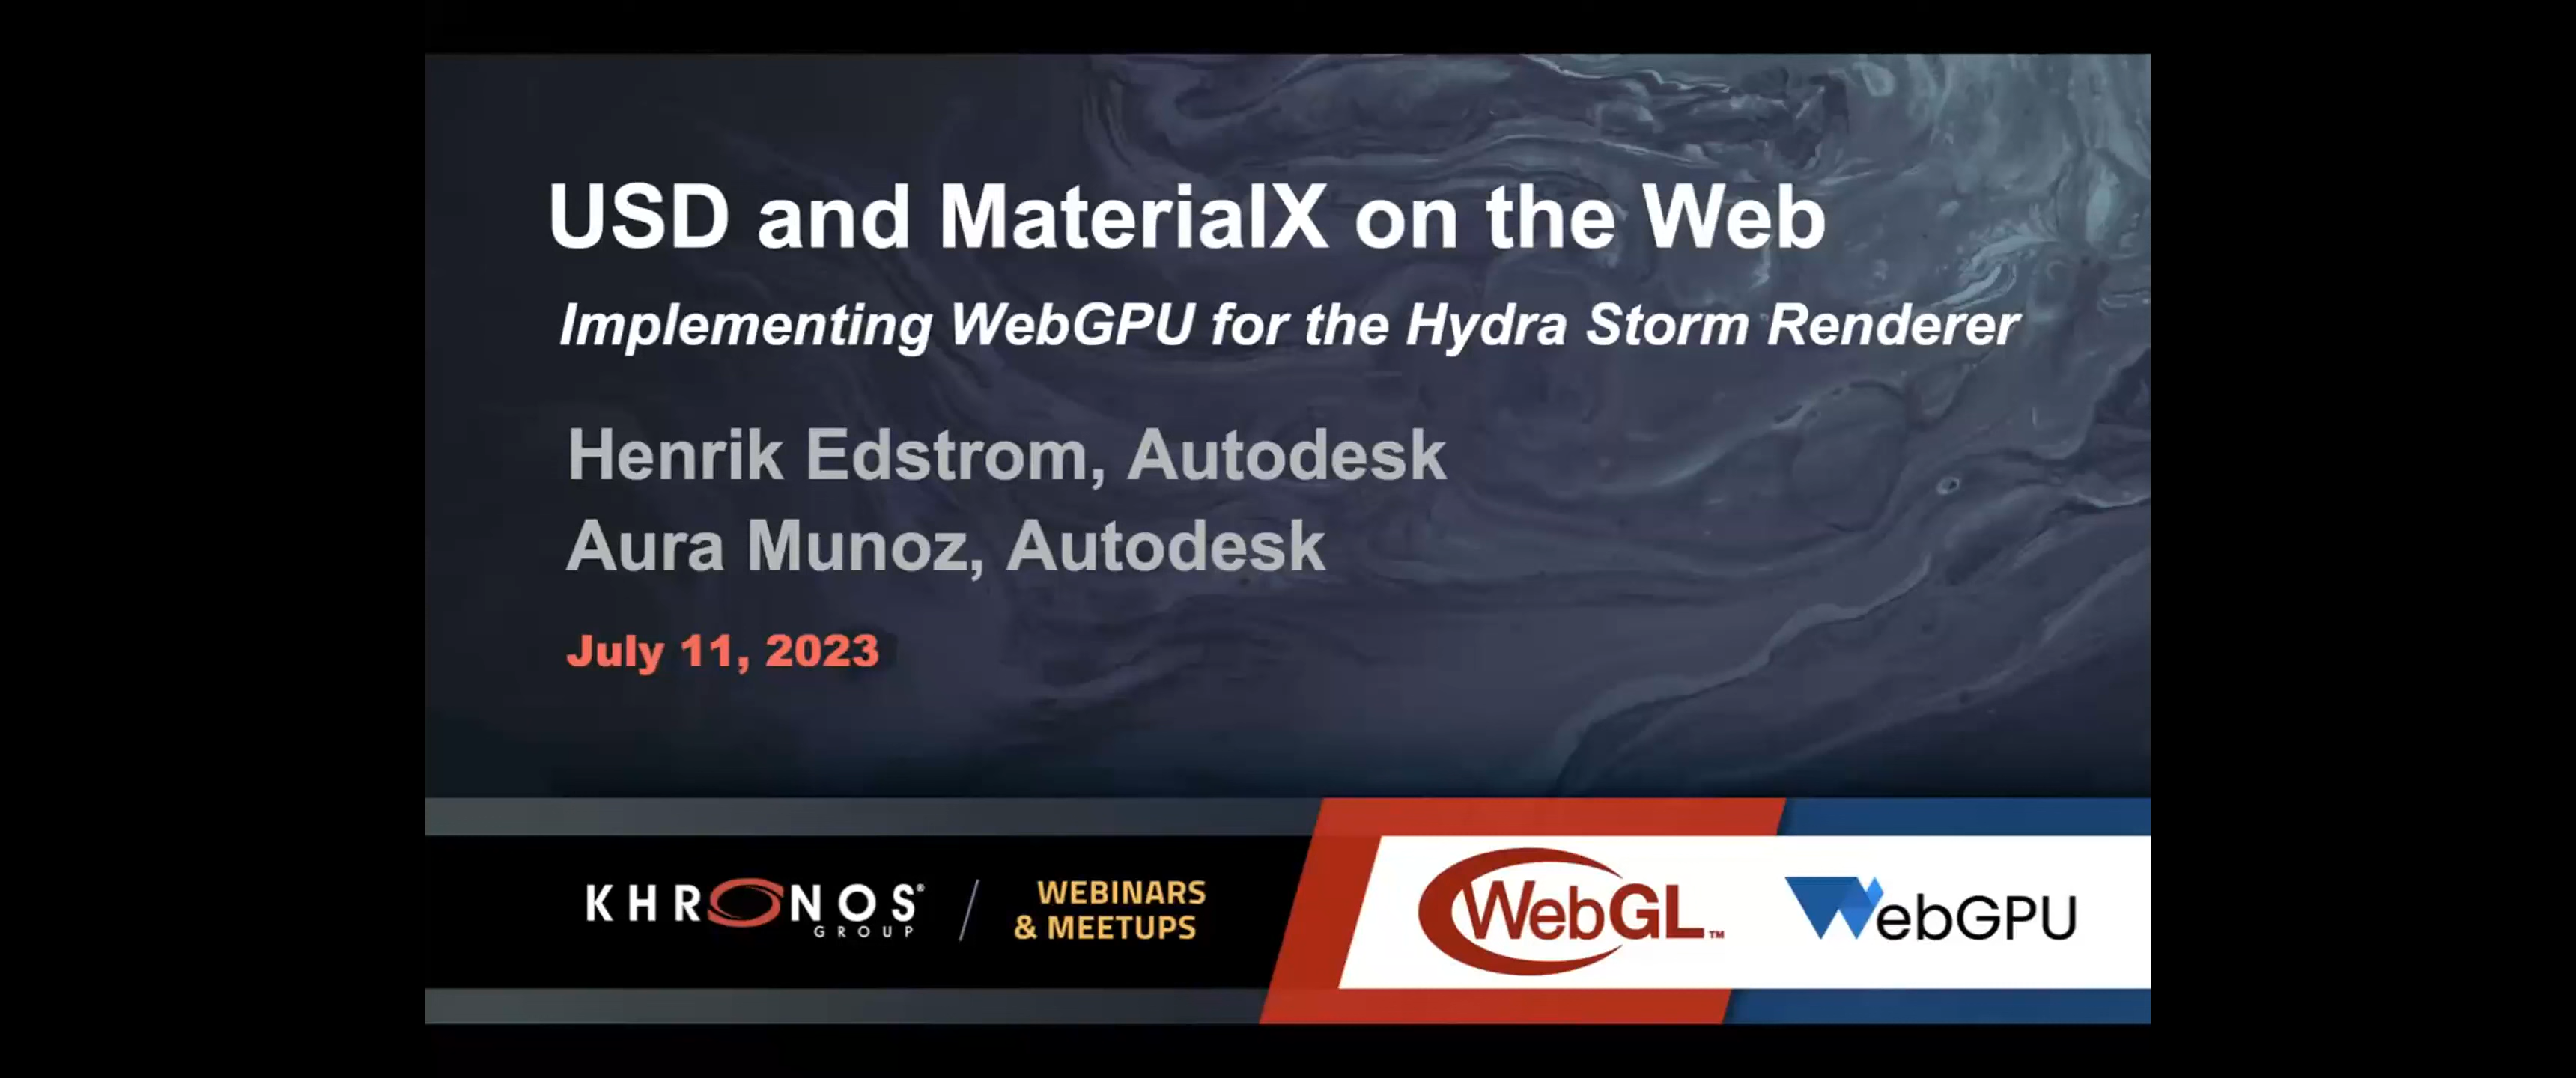 USD and MaterialX on the Web
Implementing WebGPU for the Hydra Storm Renderer
Henrik Edstrom, Autodesk
Aura Munoz, Autodesk
July 11, 2023
KHRONOS®
GROUP
WEBINARS
& MEETUPS
WebGL™
WebGPU